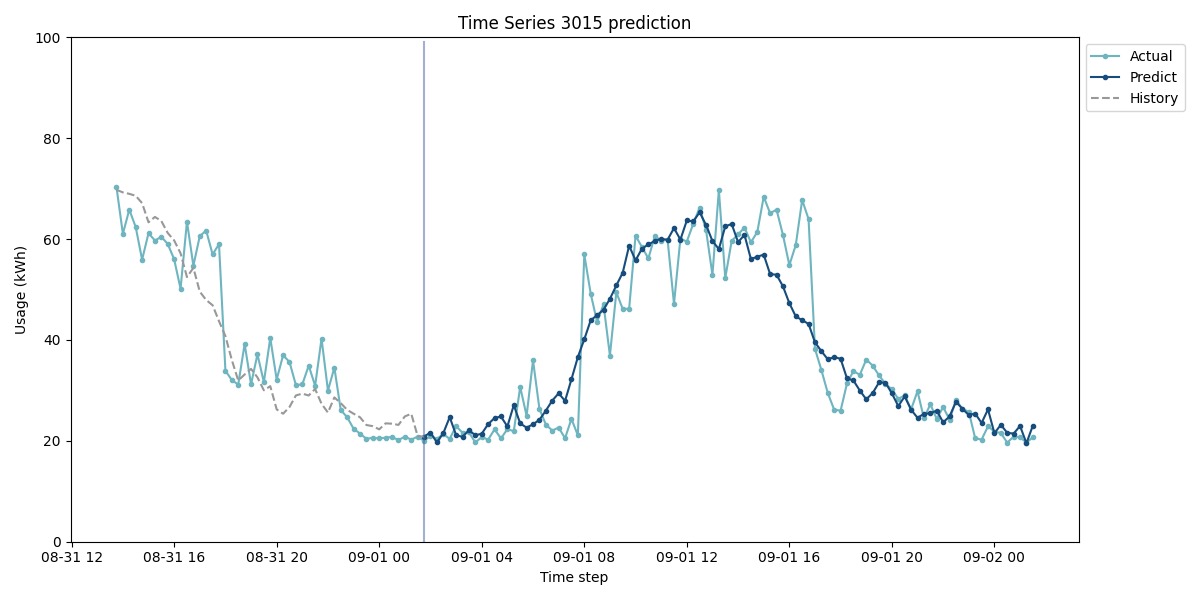 Time Series 3015 prediction
100
80
60
40
20
0
Usage (kWh)
08-31 12
08-31 16
08-31 20
09-01 00
09-01 04
09-01 08
09-01 12
09-01 16
09-01 20
09-02 00
Time step
Actual
Predict
History